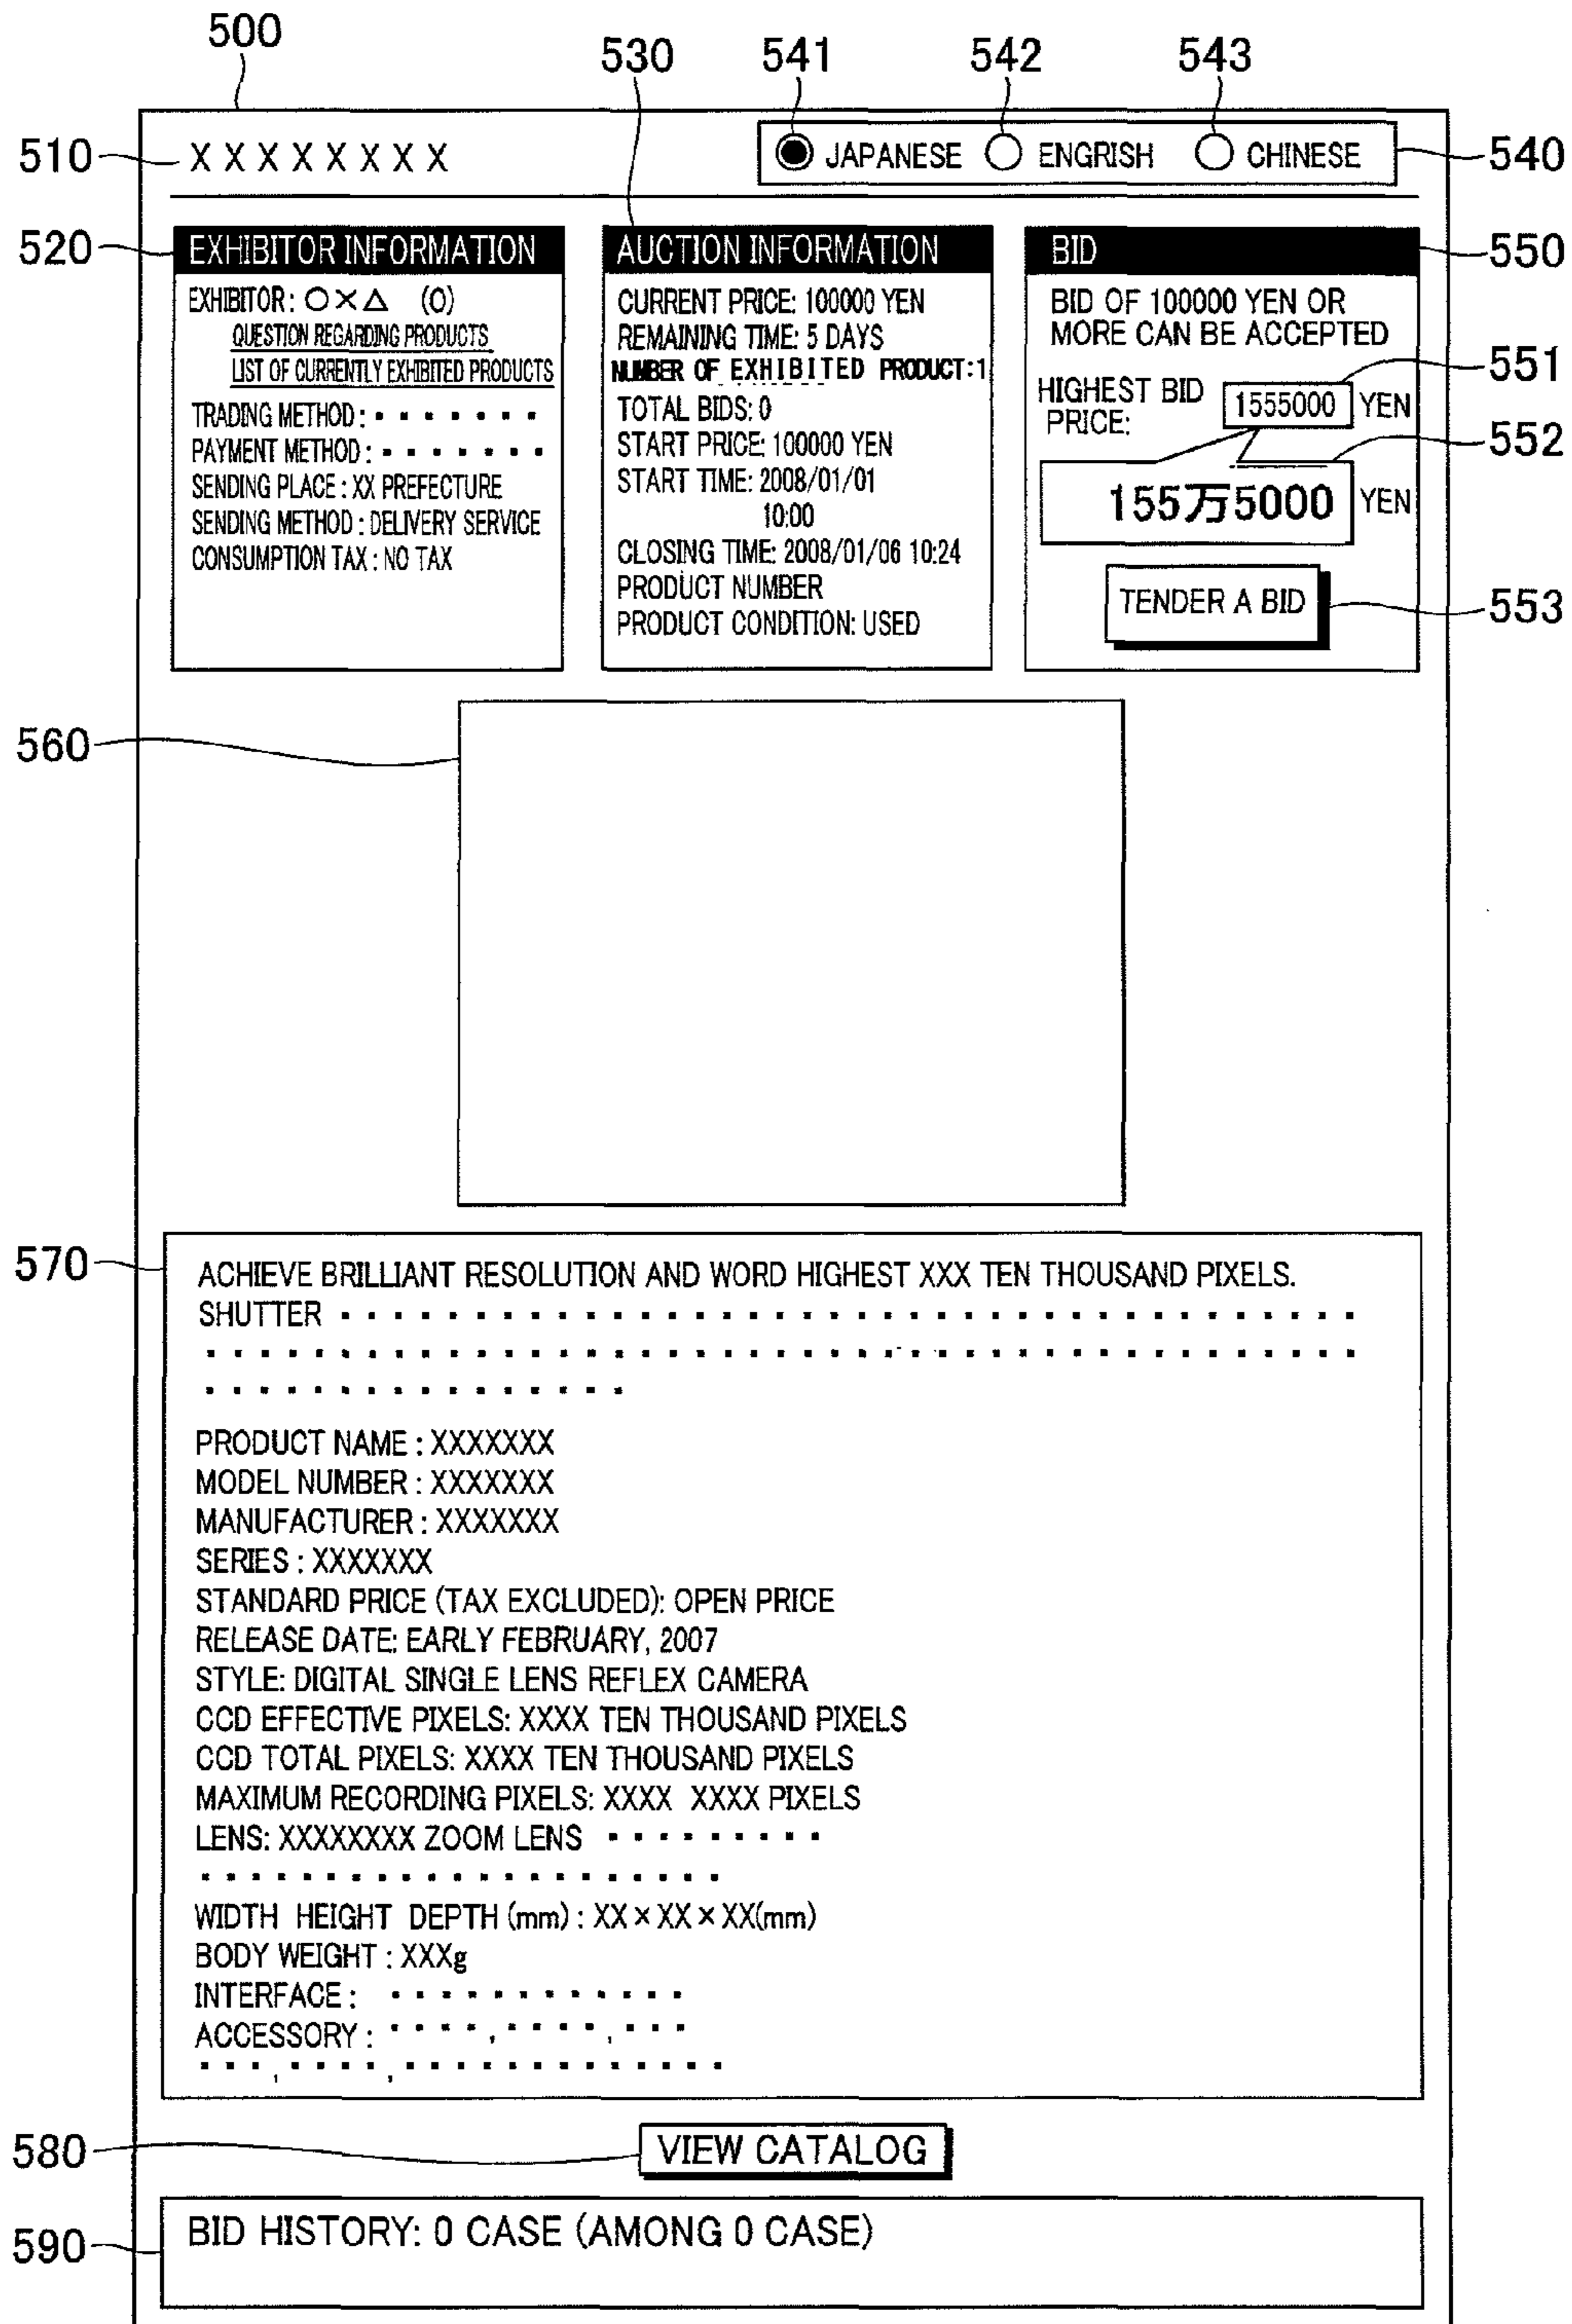 500
530
541
542
543
510
X X X X X X X X
JAPANESE
ENGRISH
CHINESE
540
520
EXHIBITOR INFORMATION
EXHIBITOR : ○×△ (0)
QUESTION REGARDING PRODUCTS
LIST OF CURRENTLY EXHIBITED PRODUCTS
TRADING METHOD : ・・・・・・・
PAYMENT METHOD : ・・・・・・・
SENDING PLACE : XX PREFECTURE
SENDING METHOD : DELIVERY SERVICE
CONSUMPTION TAX : NO TAX
AUCTION INFORMATION
CURRENT PRICE: 100000 YEN
REMAINING TIME: 5 DAYS
NUMBER OF EXHIBITED PRODUCT:1
TOTAL BIDS: 0
START PRICE: 100000 YEN
START TIME: 2008/01/01
10:00
CLOSING TIME: 2008/01/06 10:24
PRODUCT NUMBER
PRODUCT CONDITION: USED
BID
550
BID OF 100000 YEN OR
MORE CAN BE ACCEPTED
551
HIGHEST BID
PRICE:
1555000 YEN
552
155万5000 YEN
TENDER A BID
553
560
570
ACHIEVE BRILLIANT RESOLUTION AND WORD HIGHEST XXX TEN THOUSAND PIXELS.
SHUTTER ・・・・・・・・・・・・・・・・・・・・・・・・・・・・・・・・・・・・・・
・・・・・・・・・・・・・・・・・・・・・・・・・・・・・・・・・・・・・・・・・・・
・・・・・・・・・・・・・・・・
PRODUCT NAME : XXXXXXX
MODEL NUMBER : XXXXXXX
MANUFACTURER : XXXXXXX
SERIES : XXXXXXX
STANDARD PRICE (TAX EXCLUDED): OPEN PRICE
RELEASE DATE: EARLY FEBRUARY, 2007
STYLE: DIGITAL SINGLE LENS REFLEX CAMERA
CCD EFFECTIVE PIXELS: XXXX TEN THOUSAND PIXELS
CCD TOTAL PIXELS: XXXX TEN THOUSAND PIXELS
MAXIMUM RECORDING PIXELS: XXXX XXXX PIXELS
LENS: XXXXXXXX ZOOM LENS ・・・・・・・・・
・・・・・・・・・・・・・・・・・・・・・
WIDTH HEIGHT DEPTH (mm) : XX×XX×XX(mm)
BODY WEIGHT : XXXg
INTERFACE : ・・・・・・・・・・・・
ACCESSORY : ・・・・,・・・・,・・・
・・・,・・・・,・・・・・・・・・・・・・
580
VIEW CATALOG
590
BID HISTORY: 0 CASE (AMONG 0 CASE)